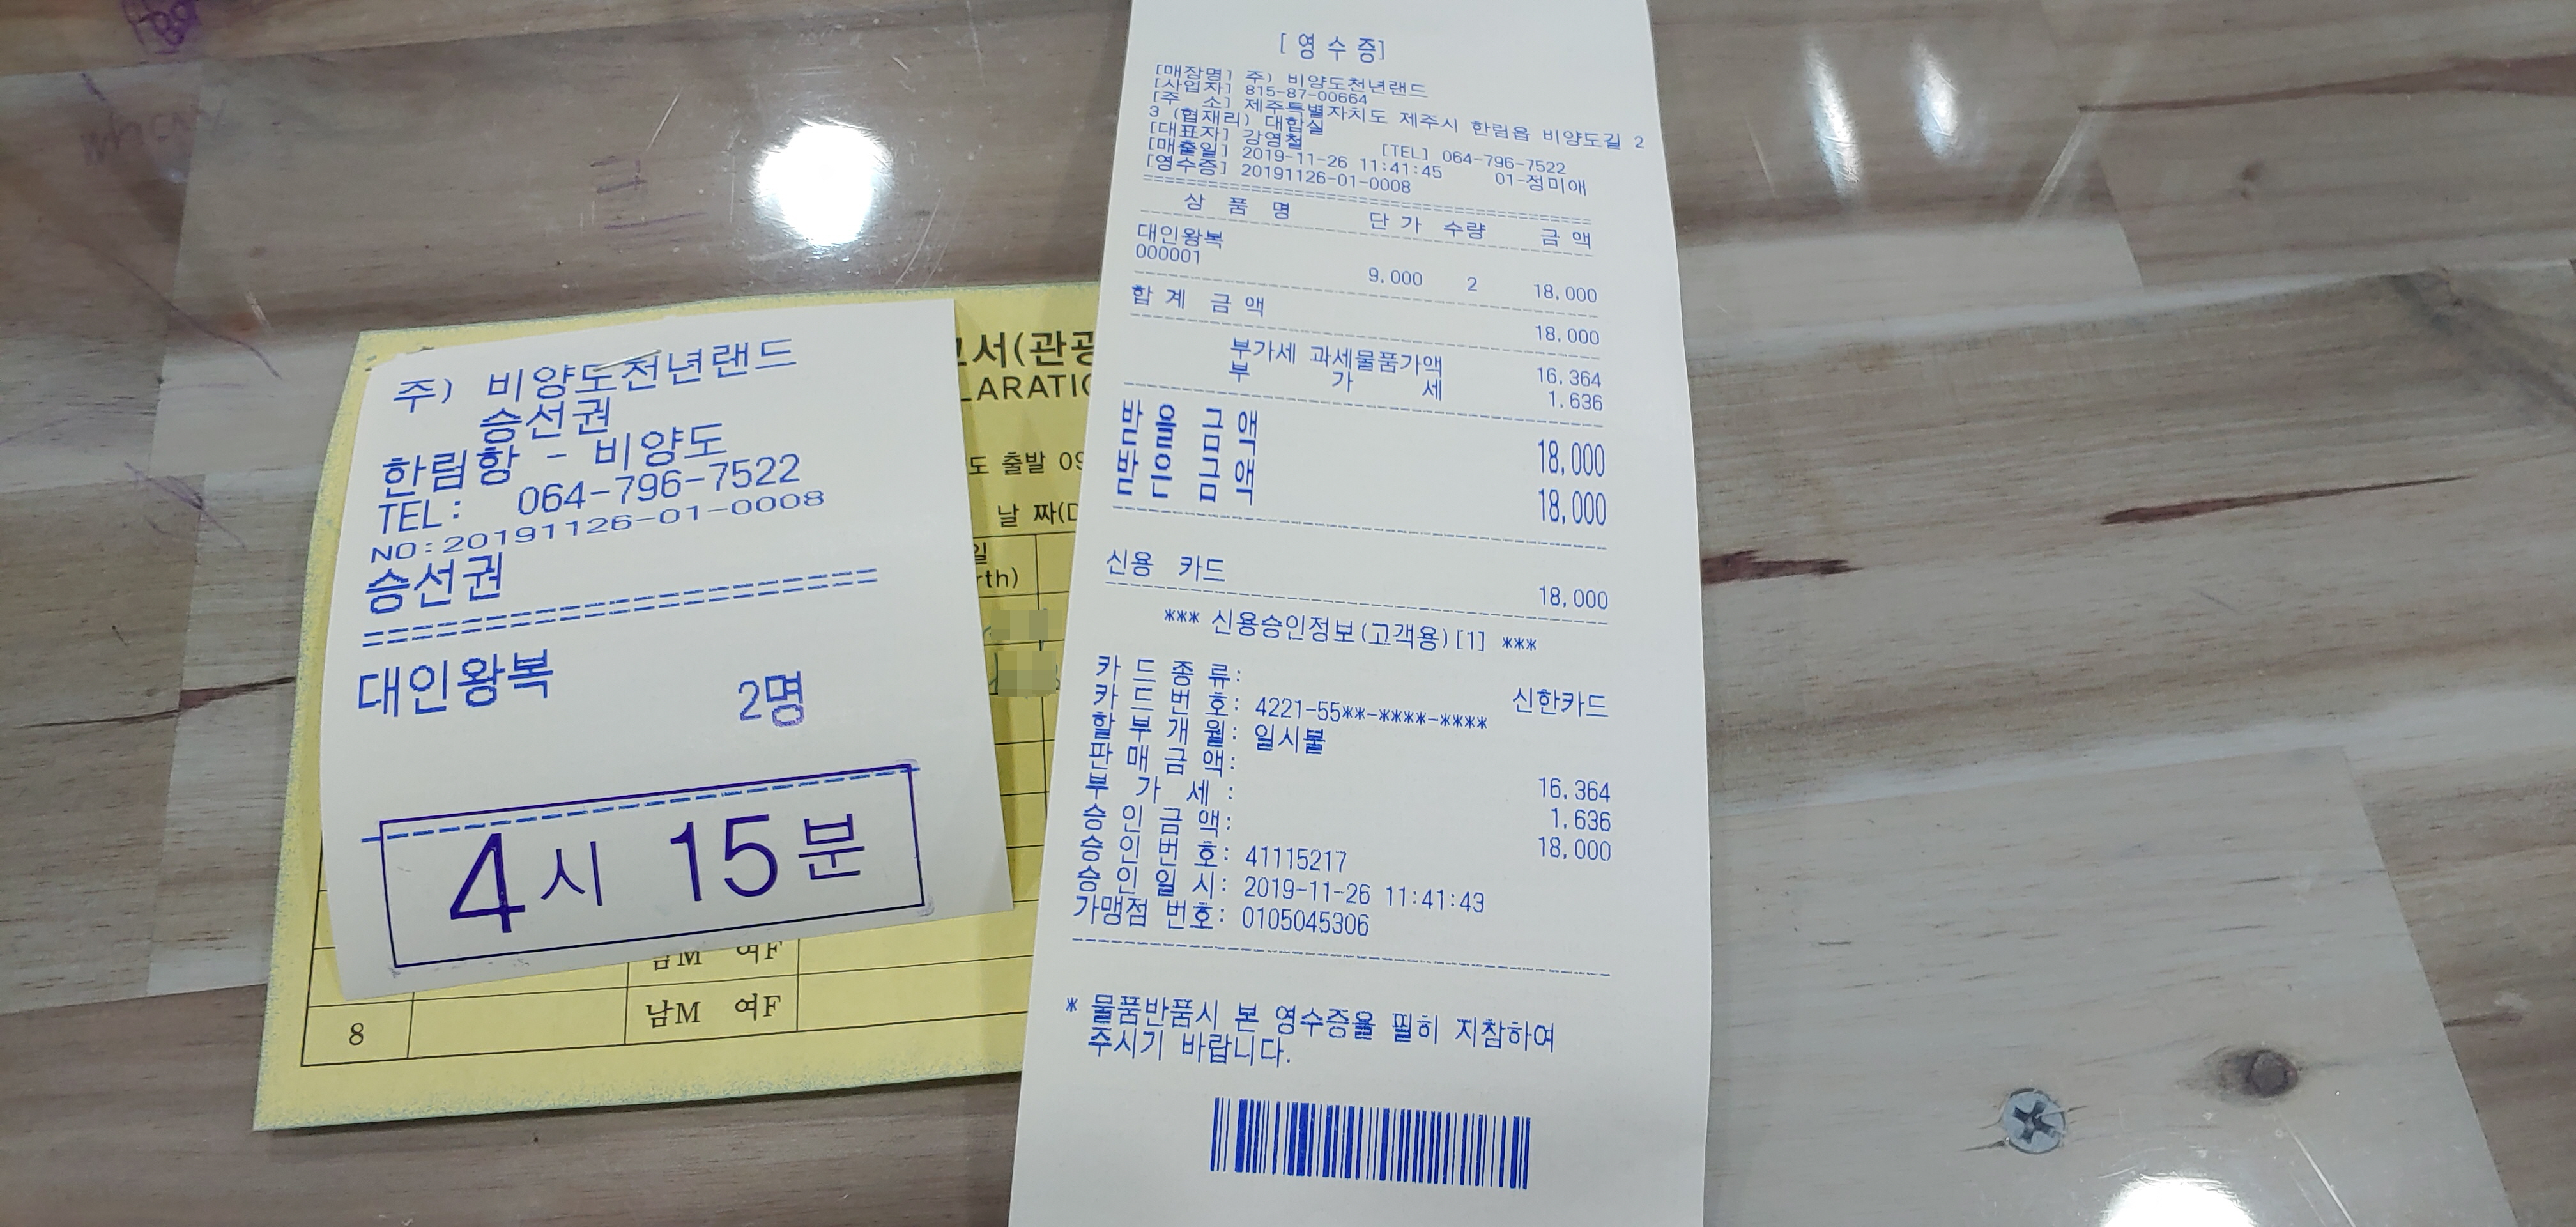 주) 비양도천년랜드
승선권
한림항 - 비양도
TEL: 064-796-7522
NO:20191126-01-0008
승선권
====================
대인왕복
2명
4시 15분
고서(관광
LARATIO
도 출발 09
날 짜(D
일
rth)
남M 여F
8 남M 여F
[ 영 수 증]
[매장명] 주) 비양도천년랜드
[사업자] 815-87-00664
[주 소] 제주특별자치도 제주시 한림읍 비양도길 2
3 (협재리) 대합실
[대표자] 강영철 [TEL] 064-796-7522
[매출일] 2019-11-26 11:41:45 01-정미애
[영수증] 20191126-01-0008
상 품 명 단 가 수량 금 액
대인왕복
000001 9,000 2 18,000
합 계 금 액 18,000
부가세 과세물품가액 16,364
부 가 세 1,636
받 을 금 액 18,000
받 은 금 액 18,000
신용 카드 18,000
*** 신용승인정보(고객용)[1] ***
카 드 종 류: 신한카드
카 드 번 호: 4221-55**-****-****
할 부 개 월: 일시불
판 매 금 액: 16,364
부 가 세 : 1,636
승 인 금 액: 18,000
승 인 번 호: 41115217
승 인 일 시: 2019-11-26 11:41:43
가맹점 번호: 0105045306
* 물품반품시 본 영수증을 필히 지참하여
주시기 바랍니다.